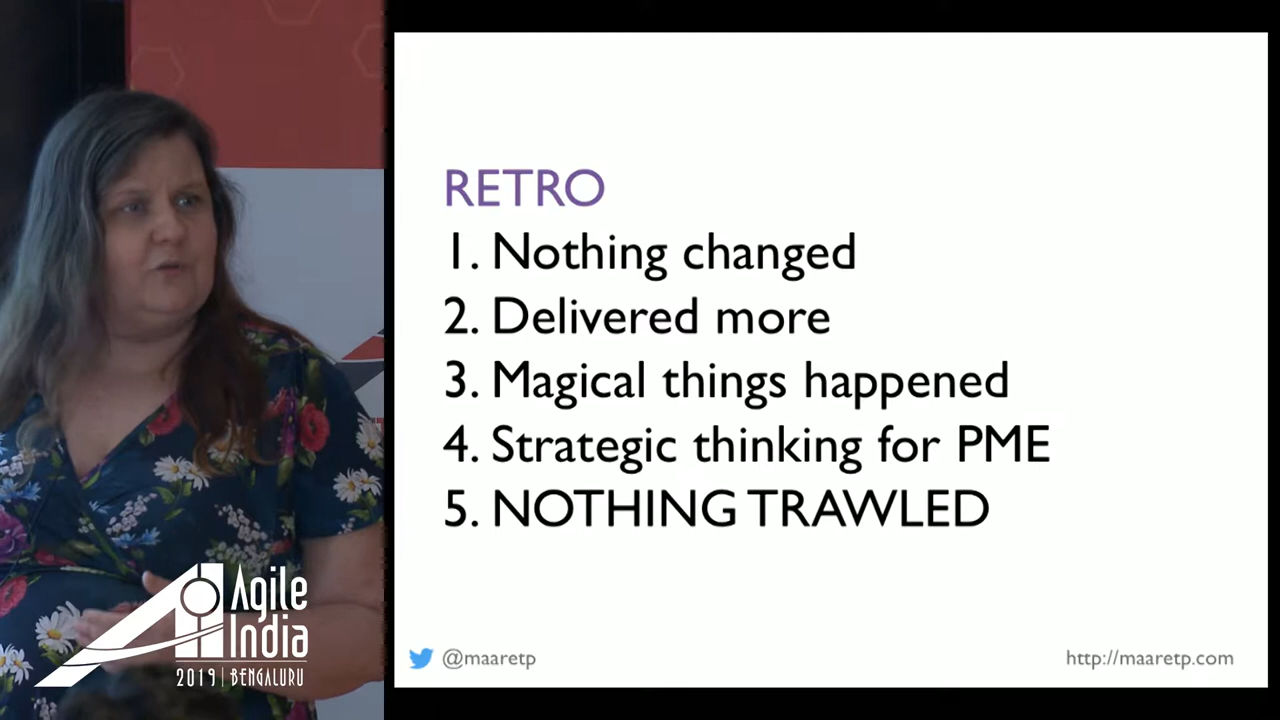 RETRO
1. Nothing changed
2. Delivered more
3. Magical things happened
4. Strategic thinking for PME
5. NOTHING TRAWLED
@maaretp
http://maaretp.com
Agile
India
2019 | BENGALURU